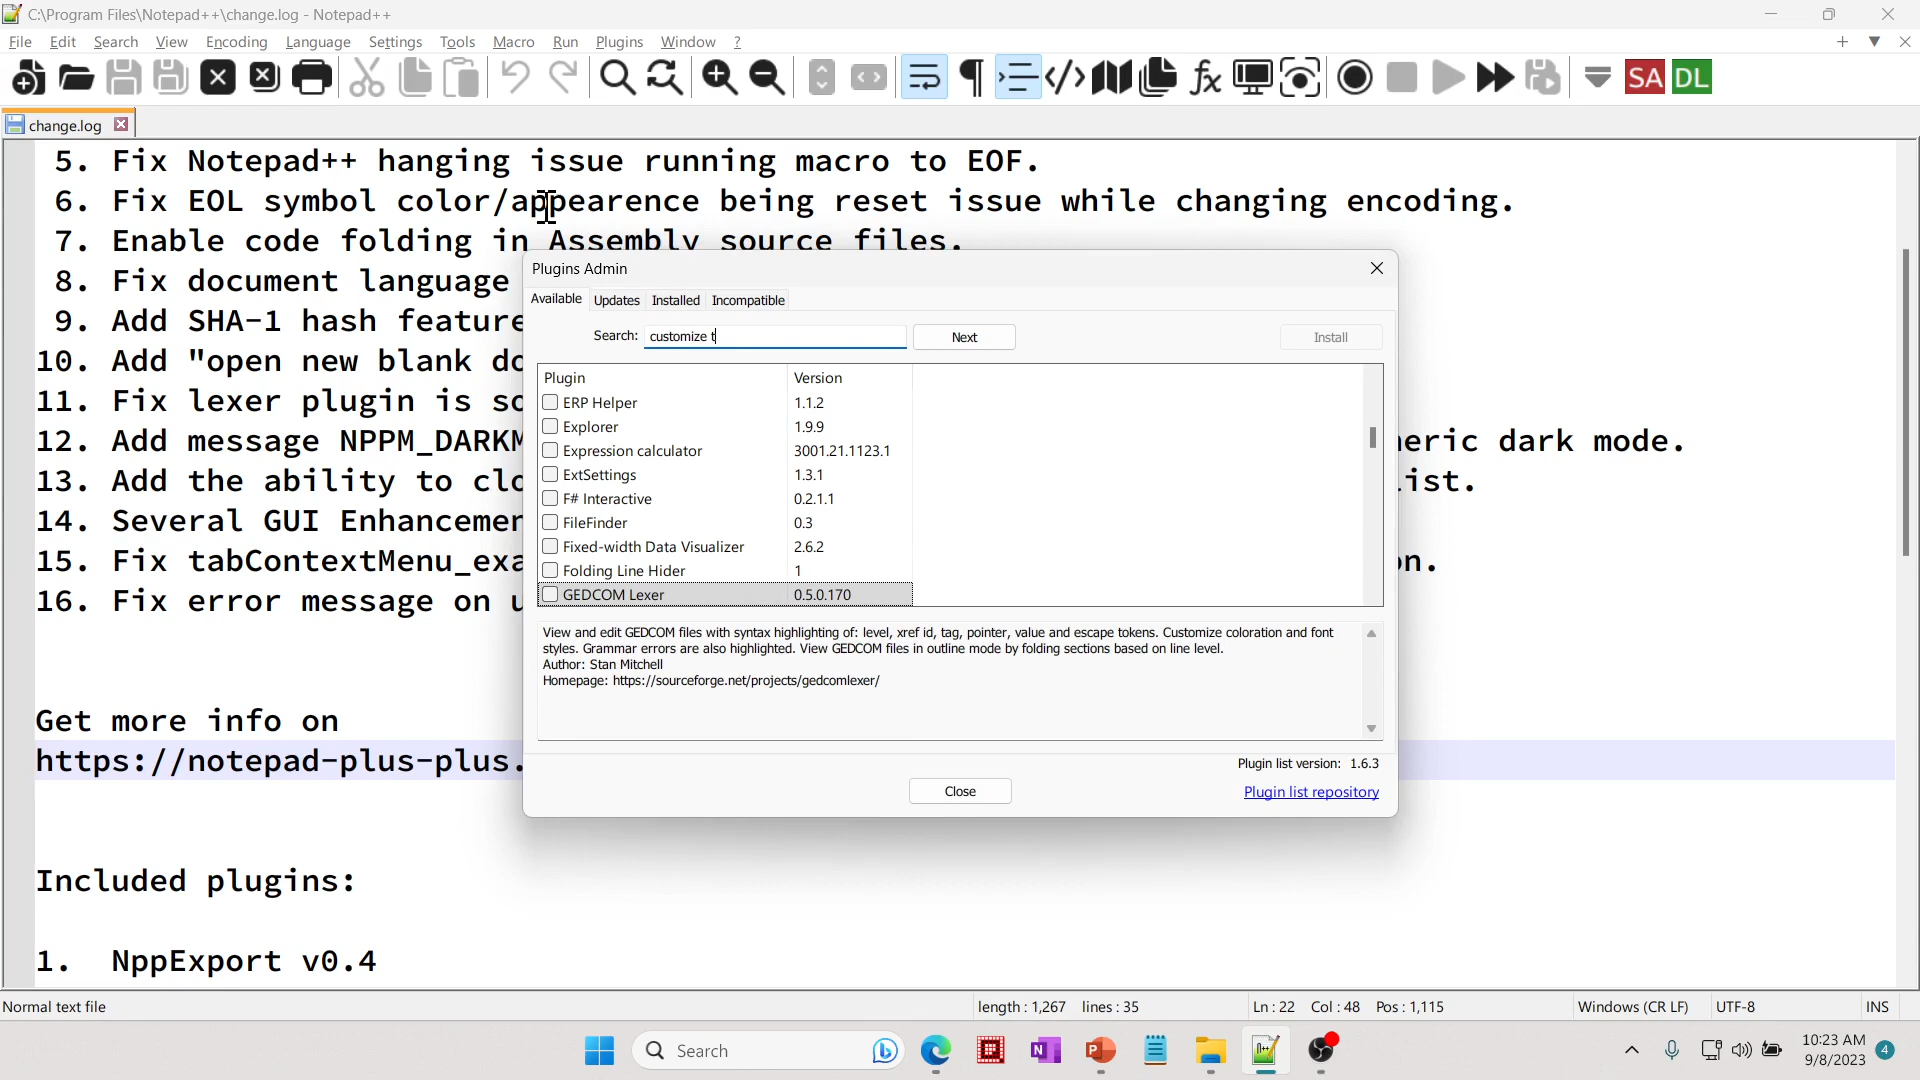 C:\Program Files\Notepad++\change.log - Notepad++
File Edit Search View Encoding Language Settings Tools Macro Run Plugins Window ?
SA DL
change.log
5. Fix Notepad++ hanging issue running macro to EOF.
6. Fix EOL symbol color/appearence being reset issue while changing encoding.
7. Enable code folding in Assembly source files.
8. Fix document language
9. Add SHA-1 hash feature
10. Add "open new blank do
11. Fix lexer plugin is so
12. Add message NPPM_DARKM eric dark mode.
13. Add the ability to clo ist.
14. Several GUI Enhancemen
15. Fix tabContextMenu_exa on.
16. Fix error message on u
Get more info on
https://notepad-plus-plus.
Included plugins:
1. NppExport v0.4
Plugins Admin
Available Updates Installed Incompatible
Search: customize t Next Install
Plugin Version
ERP Helper 1.1.2
Explorer 1.9.9
Expression calculator 3001.21.1123.1
ExtSettings 1.3.1
F# Interactive 0.2.1.1
FileFinder 0.3
Fixed-width Data Visualizer 2.6.2
Folding Line Hider 1
GEDCOM Lexer 0.5.0.170
View and edit GEDCOM files with syntax highlighting of: level, xref id, tag, pointer, value and escape tokens. Customize coloration and font
styles. Grammar errors are also highlighted. View GEDCOM files in outline mode by folding sections based on line level.
Author: Stan Mitchell
Homepage: https://sourceforge.net/projects/gedcomlexer/
Plugin list version: 1.6.3
Close Plugin list repository
Normal text file length : 1,267 lines : 35 Ln : 22 Col : 48 Pos : 1,115 Windows (CR LF) UTF-8 INS
Search
10:23 AM
9/8/2023 4